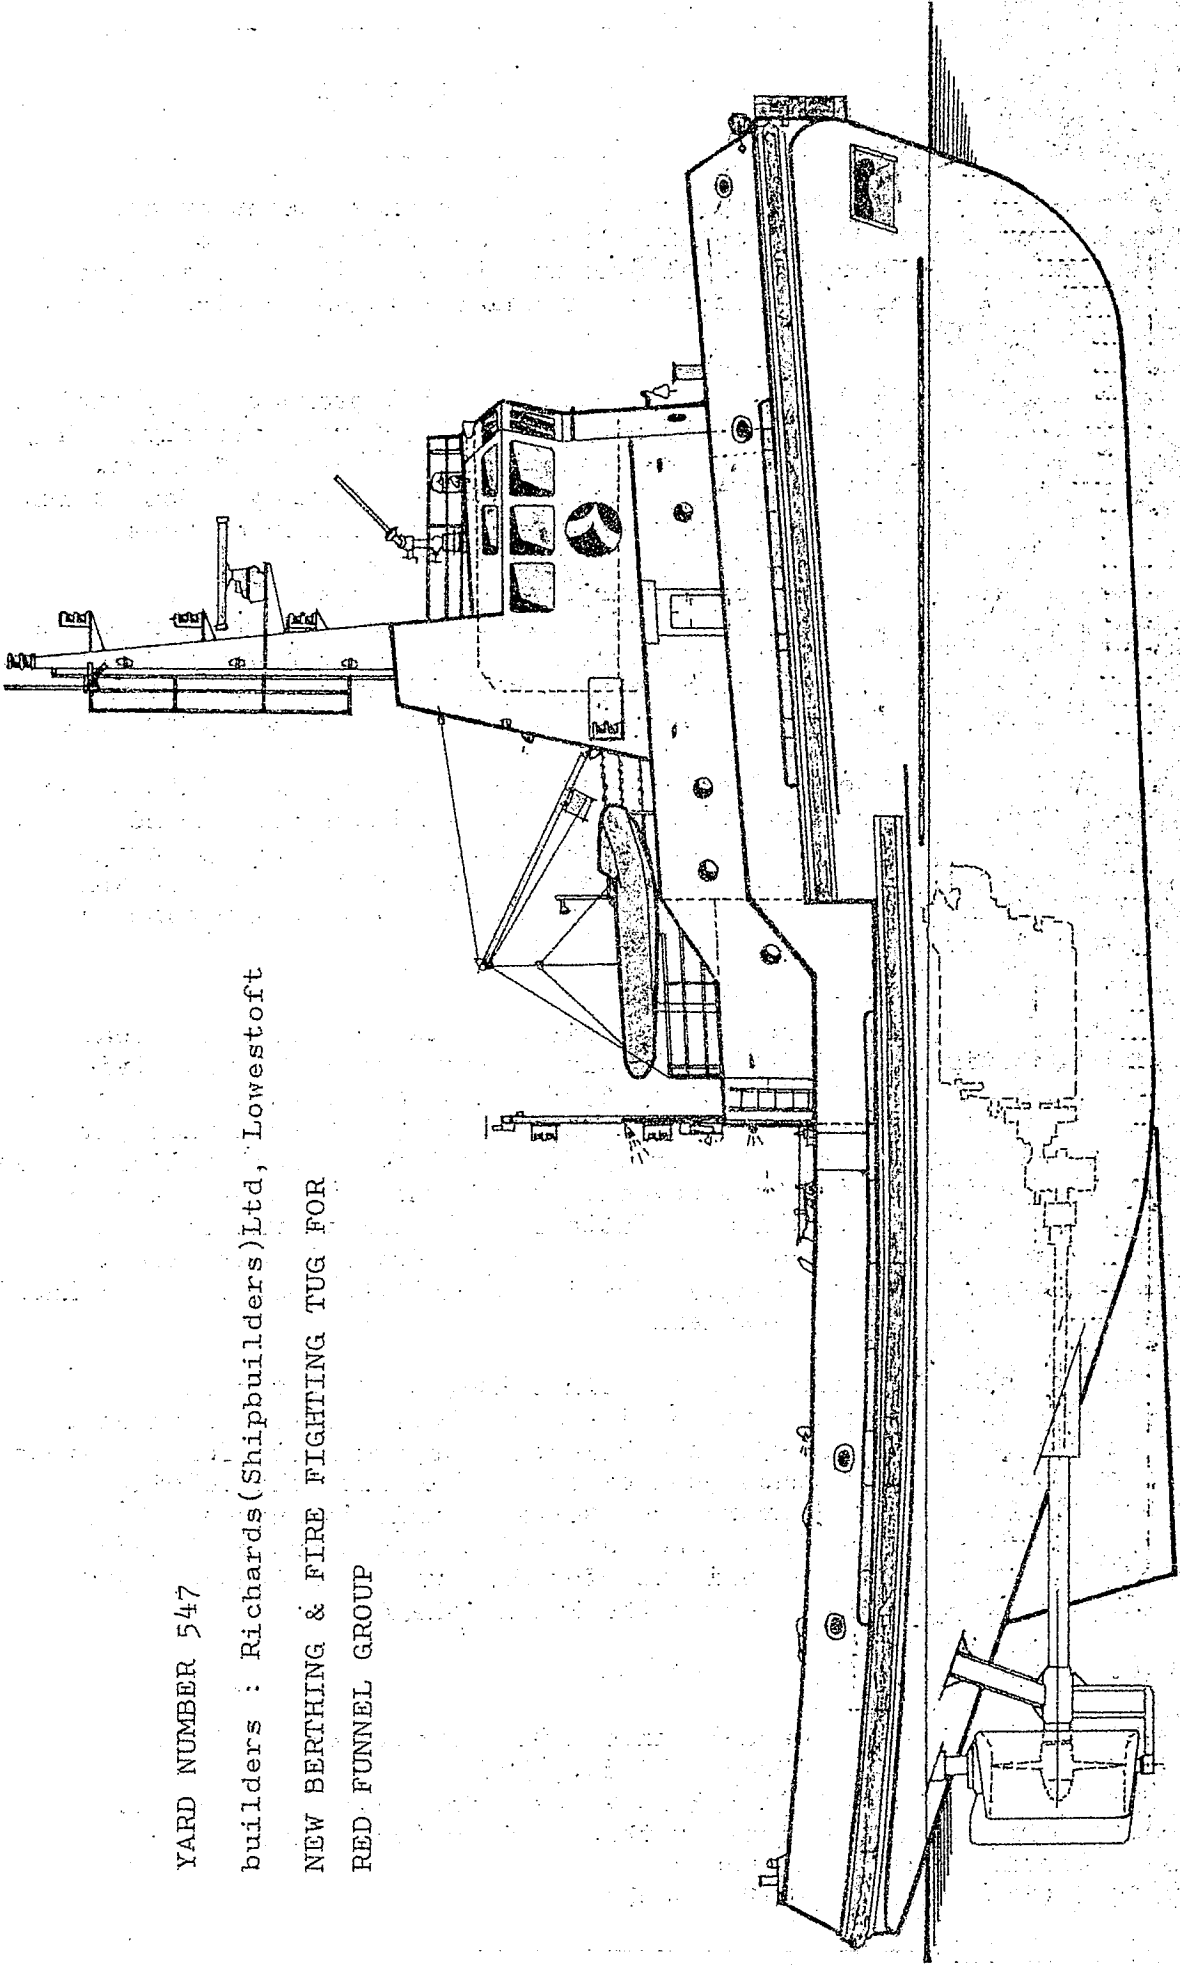 YARD NUMBER 547
builders : Richards(Shipbuilders)Ltd, Lowestoft
NEW BERTHING & FIRE FIGHTING TUG FOR
RED FUNNEL GROUP